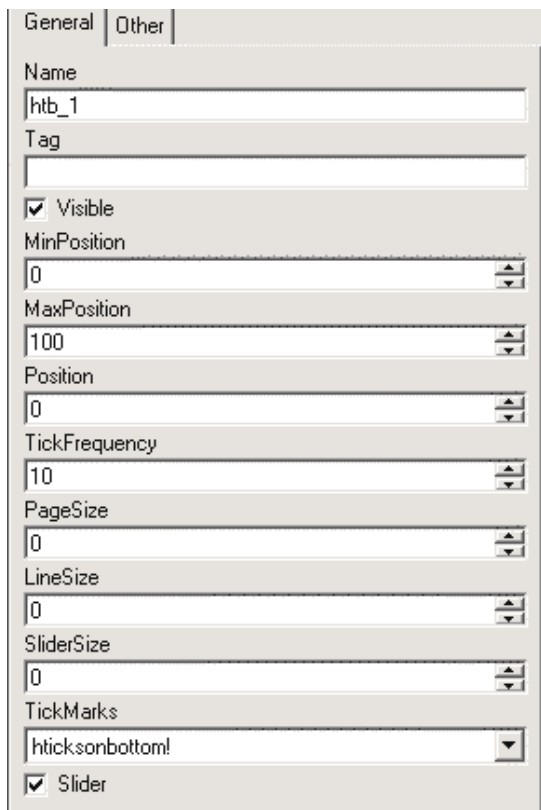 General Other
Name
htb_1
Tag
Visible
MinPosition
0
MaxPosition
100
Position
0
TickFrequency
10
PageSize
0
LineSize
0
SliderSize
0
TickMarks
hticksonbottom!
Slider